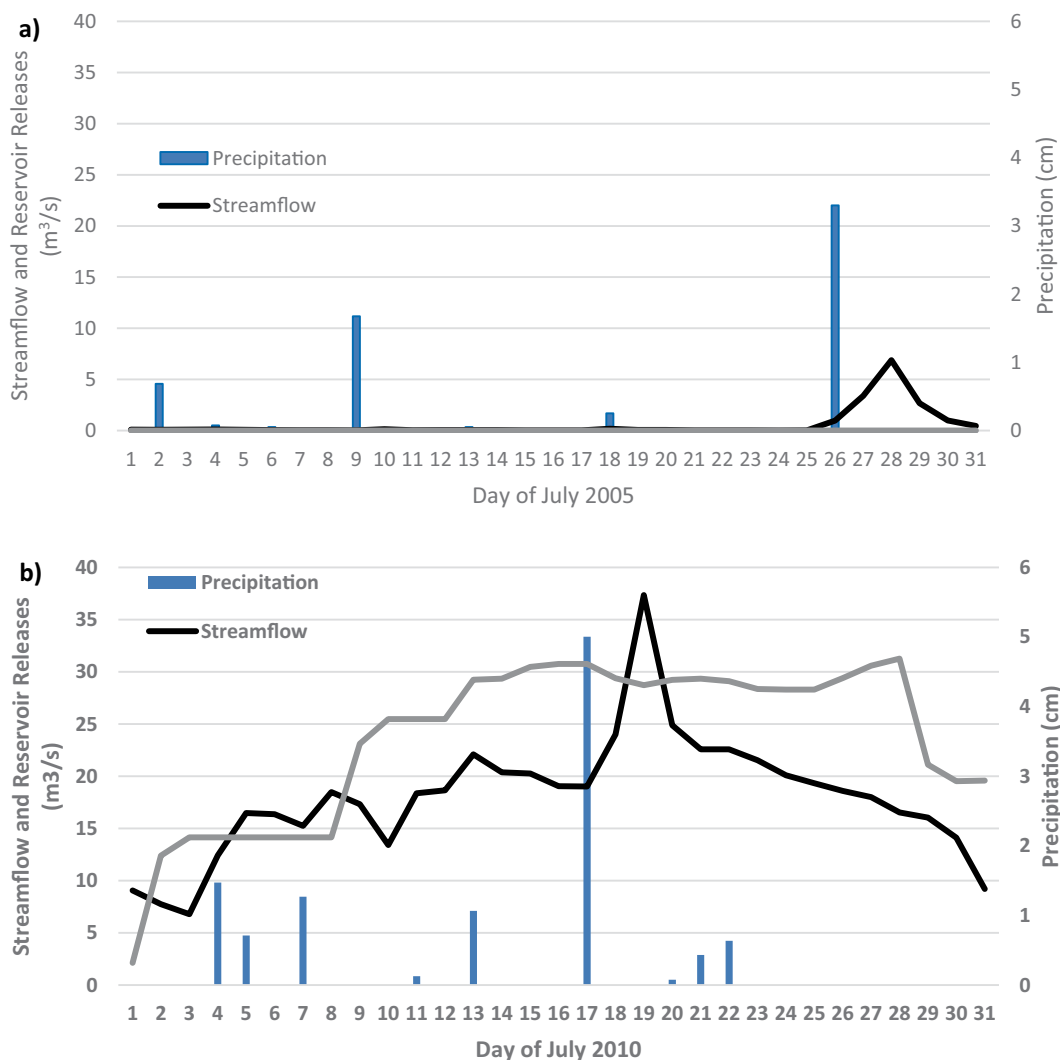 a)
Streamflow and Reservoir Releases
(m³/s)
40
35
30
25
20
15
10
5
0
Precipitation
Streamflow
6
5
4
3
2
1
0
Precipitation (cm)
1 2 3 4 5 6 7 8 9 10 11 12 13 14 15 16 17 18 19 20 21 22 23 24 25 26 27 28 29 30 31
Day of July 2005
b)
Streamflow and Reservoir Releases
(m3/s)
40
35
30
25
20
15
10
5
0
Precipitation
Streamflow
6
5
4
3
2
1
0
Precipitation (cm)
1 2 3 4 5 6 7 8 9 10 11 12 13 14 15 16 17 18 19 20 21 22 23 24 25 26 27 28 29 30 31
Day of July 2010